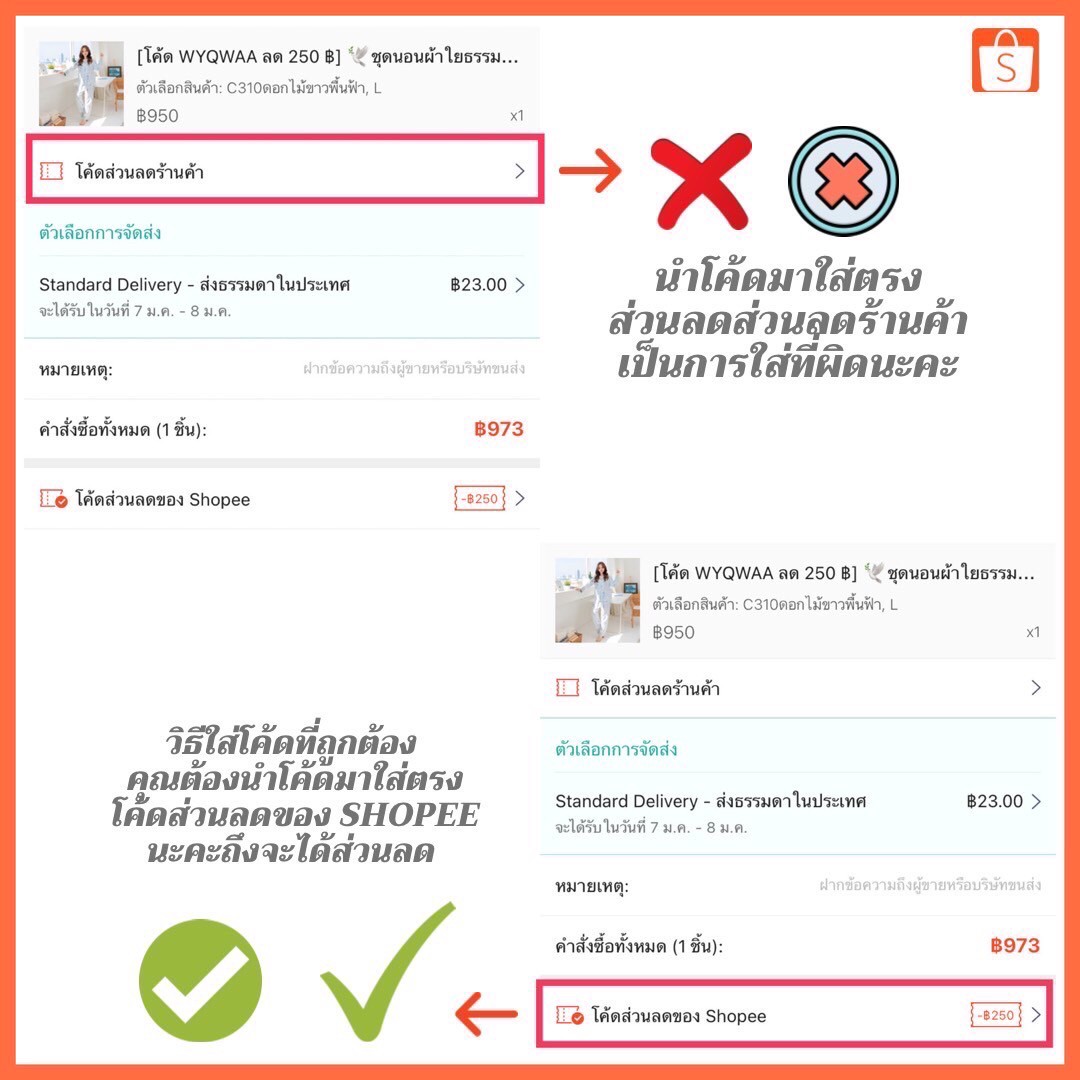 [โค้ด WYQWAA ลด 250 ฿] 🕊️ ชุดนอนผ้าใยธรรม...
ตัวเลือกสินค้า: C310ดอกไม้ขาวพื้นฟ้า, L
฿950 x1
โค้ดส่วนลดร้านค้า
ตัวเลือกการจัดส่ง
Standard Delivery - ส่งธรรมดาในประเทศ ฿23.00
จะได้รับในวันที่ 7 ม.ค. - 8 ม.ค.
หมายเหตุ: ฝากข้อความถึงผู้ขายหรือบริษัทขนส่ง
คำสั่งซื้อทั้งหมด (1 ชิ้น): ฿973
โค้ดส่วนลดของ Shopee -฿250
S
นำโค้ดมาใส่ตรง
ส่วนลดส่วนลดร้านค้า
เป็นการใส่ที่ผิดนะคะ
วิธีใส่โค้ดที่ถูกต้อง
คุณต้องนำโค้ดมาใส่ตรง
โค้ดส่วนลดของ SHOPEE
นะคะถึงจะได้ส่วนลด
[โค้ด WYQWAA ลด 250 ฿] 🕊️ ชุดนอนผ้าใยธรรม...
ตัวเลือกสินค้า: C310ดอกไม้ขาวพื้นฟ้า, L
฿950 x1
โค้ดส่วนลดร้านค้า
ตัวเลือกการจัดส่ง
Standard Delivery - ส่งธรรมดาในประเทศ ฿23.00
จะได้รับในวันที่ 7 ม.ค. - 8 ม.ค.
หมายเหตุ: ฝากข้อความถึงผู้ขายหรือบริษัทขนส่ง
คำสั่งซื้อทั้งหมด (1 ชิ้น): ฿973
โค้ดส่วนลดของ Shopee -฿250